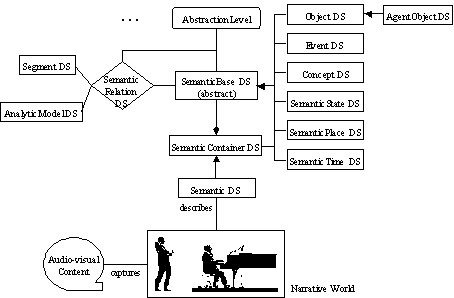 . . .
Abstraction Level
Object DS
AgentObject DS
Event DS
Segment DS
Semantic
Relation
DS
SemanticBase DS
(abstract)
Concept DS
Semantic State DS
Analytic Model DS
Semantic Container DS
Semantic Place DS
Semantic Time DS
Semantic DS
describes
Audio-visual
Content
captures
Narrative World